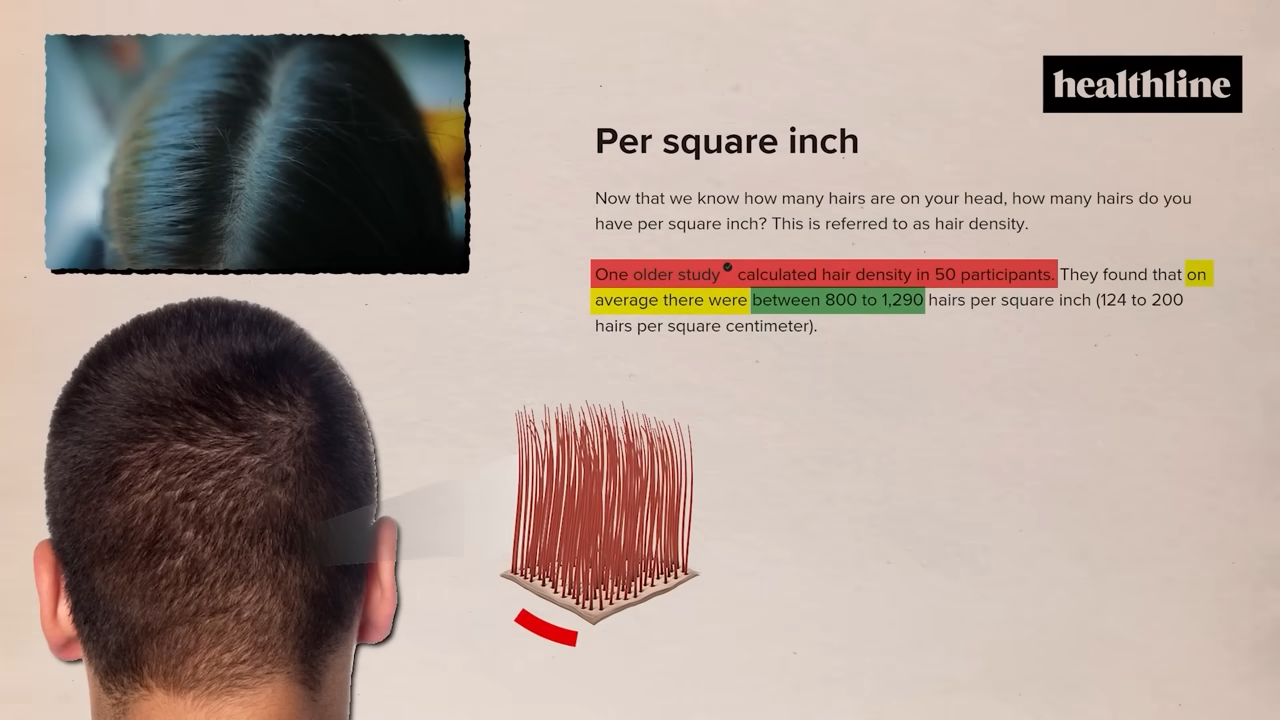 healthline
Per square inch
Now that we know how many hairs are on your head, how many hairs do you
have per square inch? This is referred to as hair density.
One older study calculated hair density in 50 participants. They found that on
average there were between 800 to 1,290 hairs per square inch (124 to 200
hairs per square centimeter).